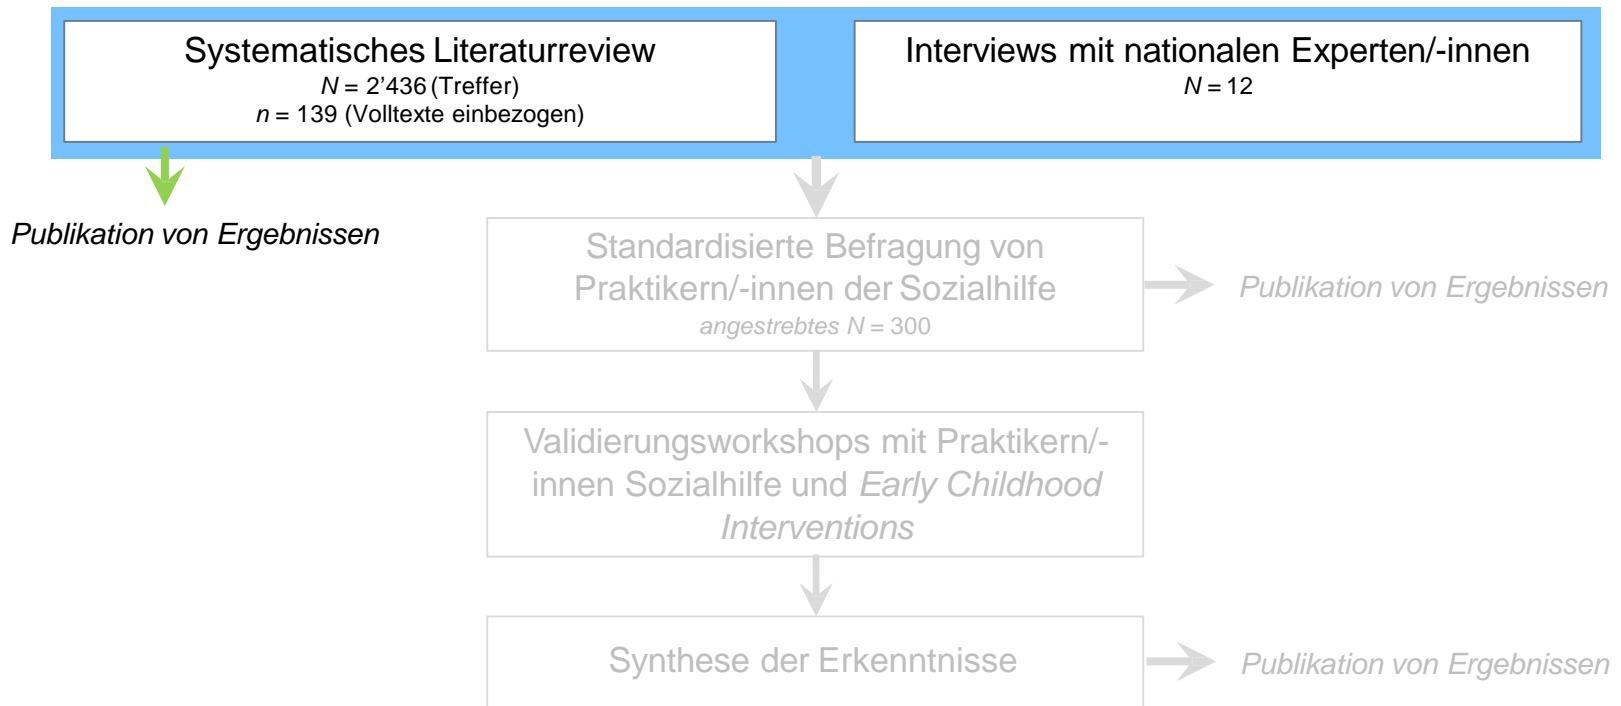 Systematisches Literaturreview
N = 2’436 (Treffer)
n = 139 (Volltexte einbezogen)
Interviews mit nationalen Experten/-innen
N = 12
Publikation von Ergebnissen
Standardisierte Befragung von
Praktikern/-innen der Sozialhilfe
angestrebtes N = 300
Publikation von Ergebnissen
Validierungsworkshops mit Praktikern/-
innen Sozialhilfe und Early Childhood
Interventions
Synthese der Erkenntnisse
Publikation von Ergebnissen